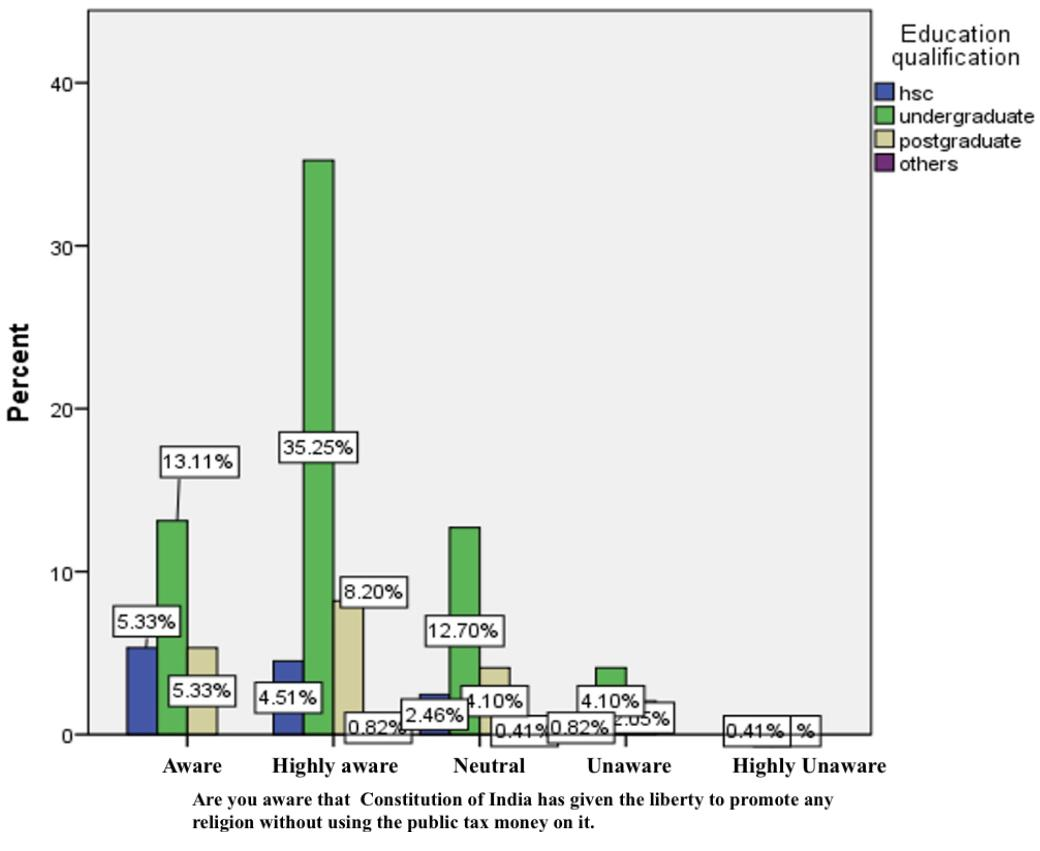 Education
qualification
hsc
undergraduate
postgraduate
others
Percent
40
30
20
10
0
13.11%
5.33%
5.33%
35.25%
8.20%
4.51%
0.82%
12.70%
4.10%
2.46%
0.41%
4.10%
2.05%
0.82%
0.41%
%
Aware Highly aware Neutral Unaware Highly Unaware
Are you aware that Constitution of India has given the liberty to promote any
religion without using the public tax money on it.